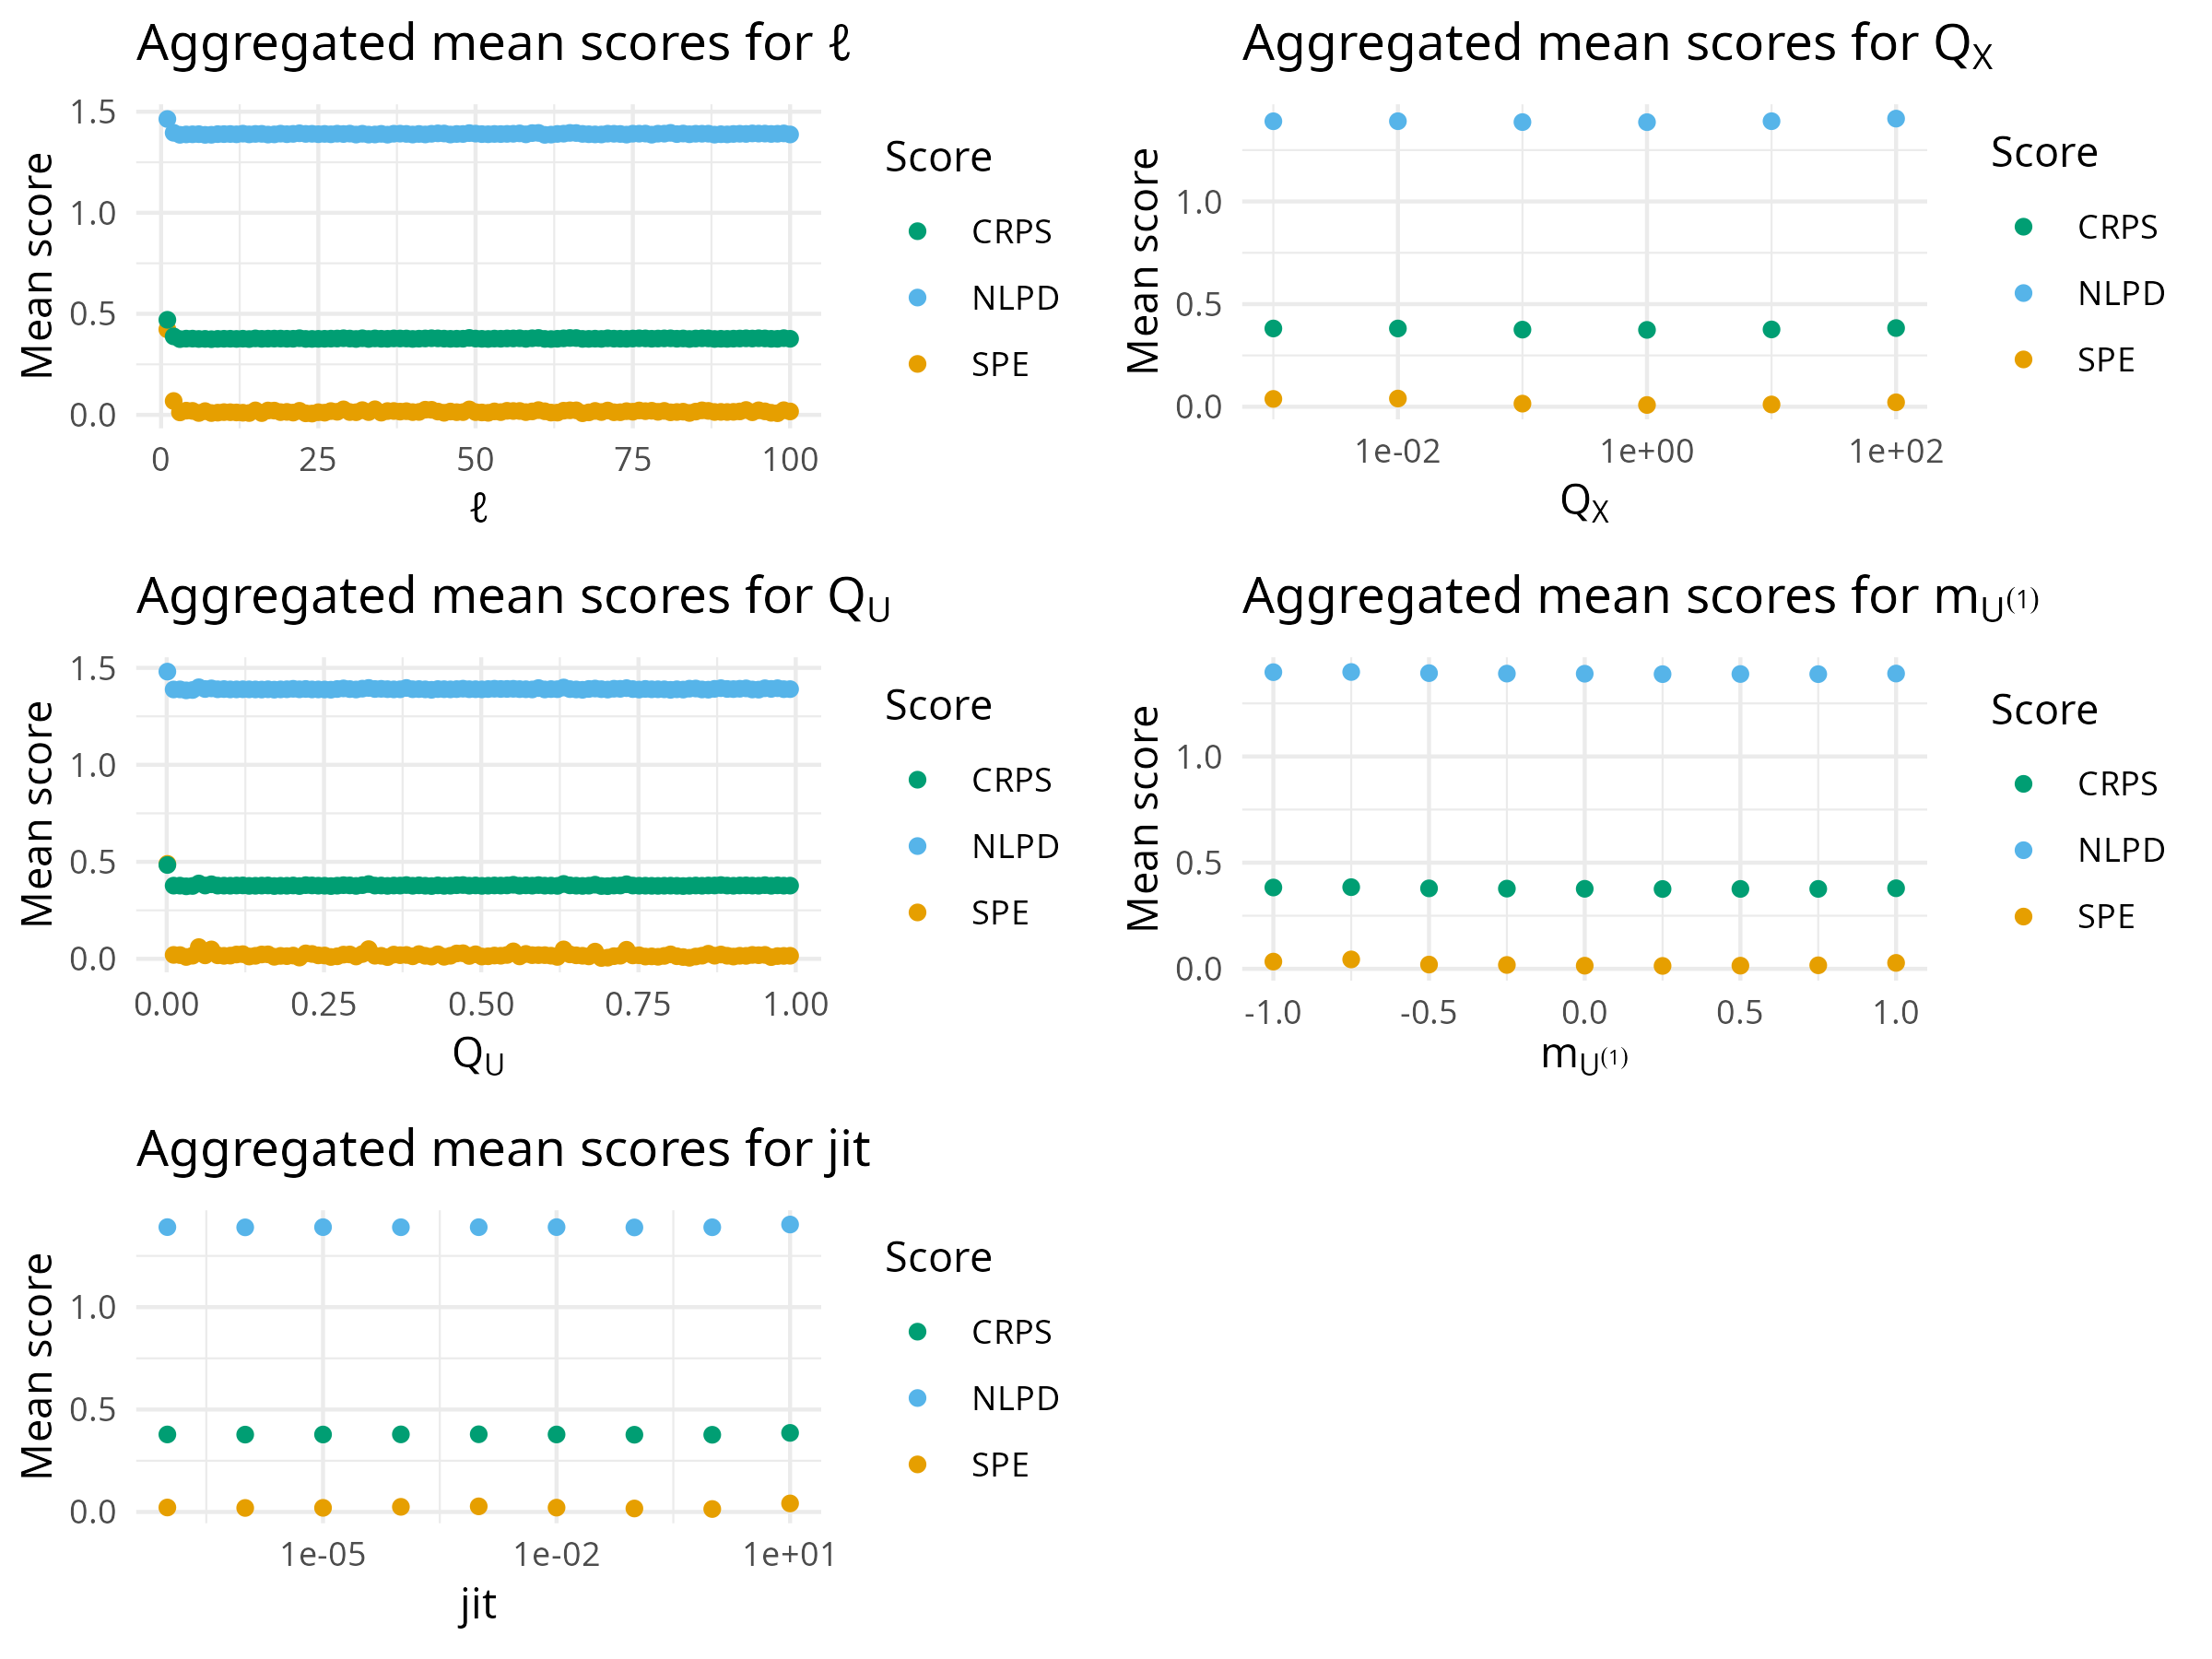 Aggregated mean scores for ℓ
Mean score
1.5
1.0
0.5
0.0
0 25 50 75 100
ℓ
Score
CRPS
NLPD
SPE
Aggregated mean scores for Q_X
Mean score
1.0
0.5
0.0
1e-02 1e+00 1e+02
Q_X
Score
CRPS
NLPD
SPE
Aggregated mean scores for Q_U
Mean score
1.5
1.0
0.5
0.0
0.00 0.25 0.50 0.75 1.00
Q_U
Score
CRPS
NLPD
SPE
Aggregated mean scores for m_U⁽¹⁾
Mean score
1.0
0.5
0.0
-1.0 -0.5 0.0 0.5 1.0
m_U⁽¹⁾
Score
CRPS
NLPD
SPE
Aggregated mean scores for jit
Mean score
1.0
0.5
0.0
1e-05 1e-02 1e+01
jit
Score
CRPS
NLPD
SPE